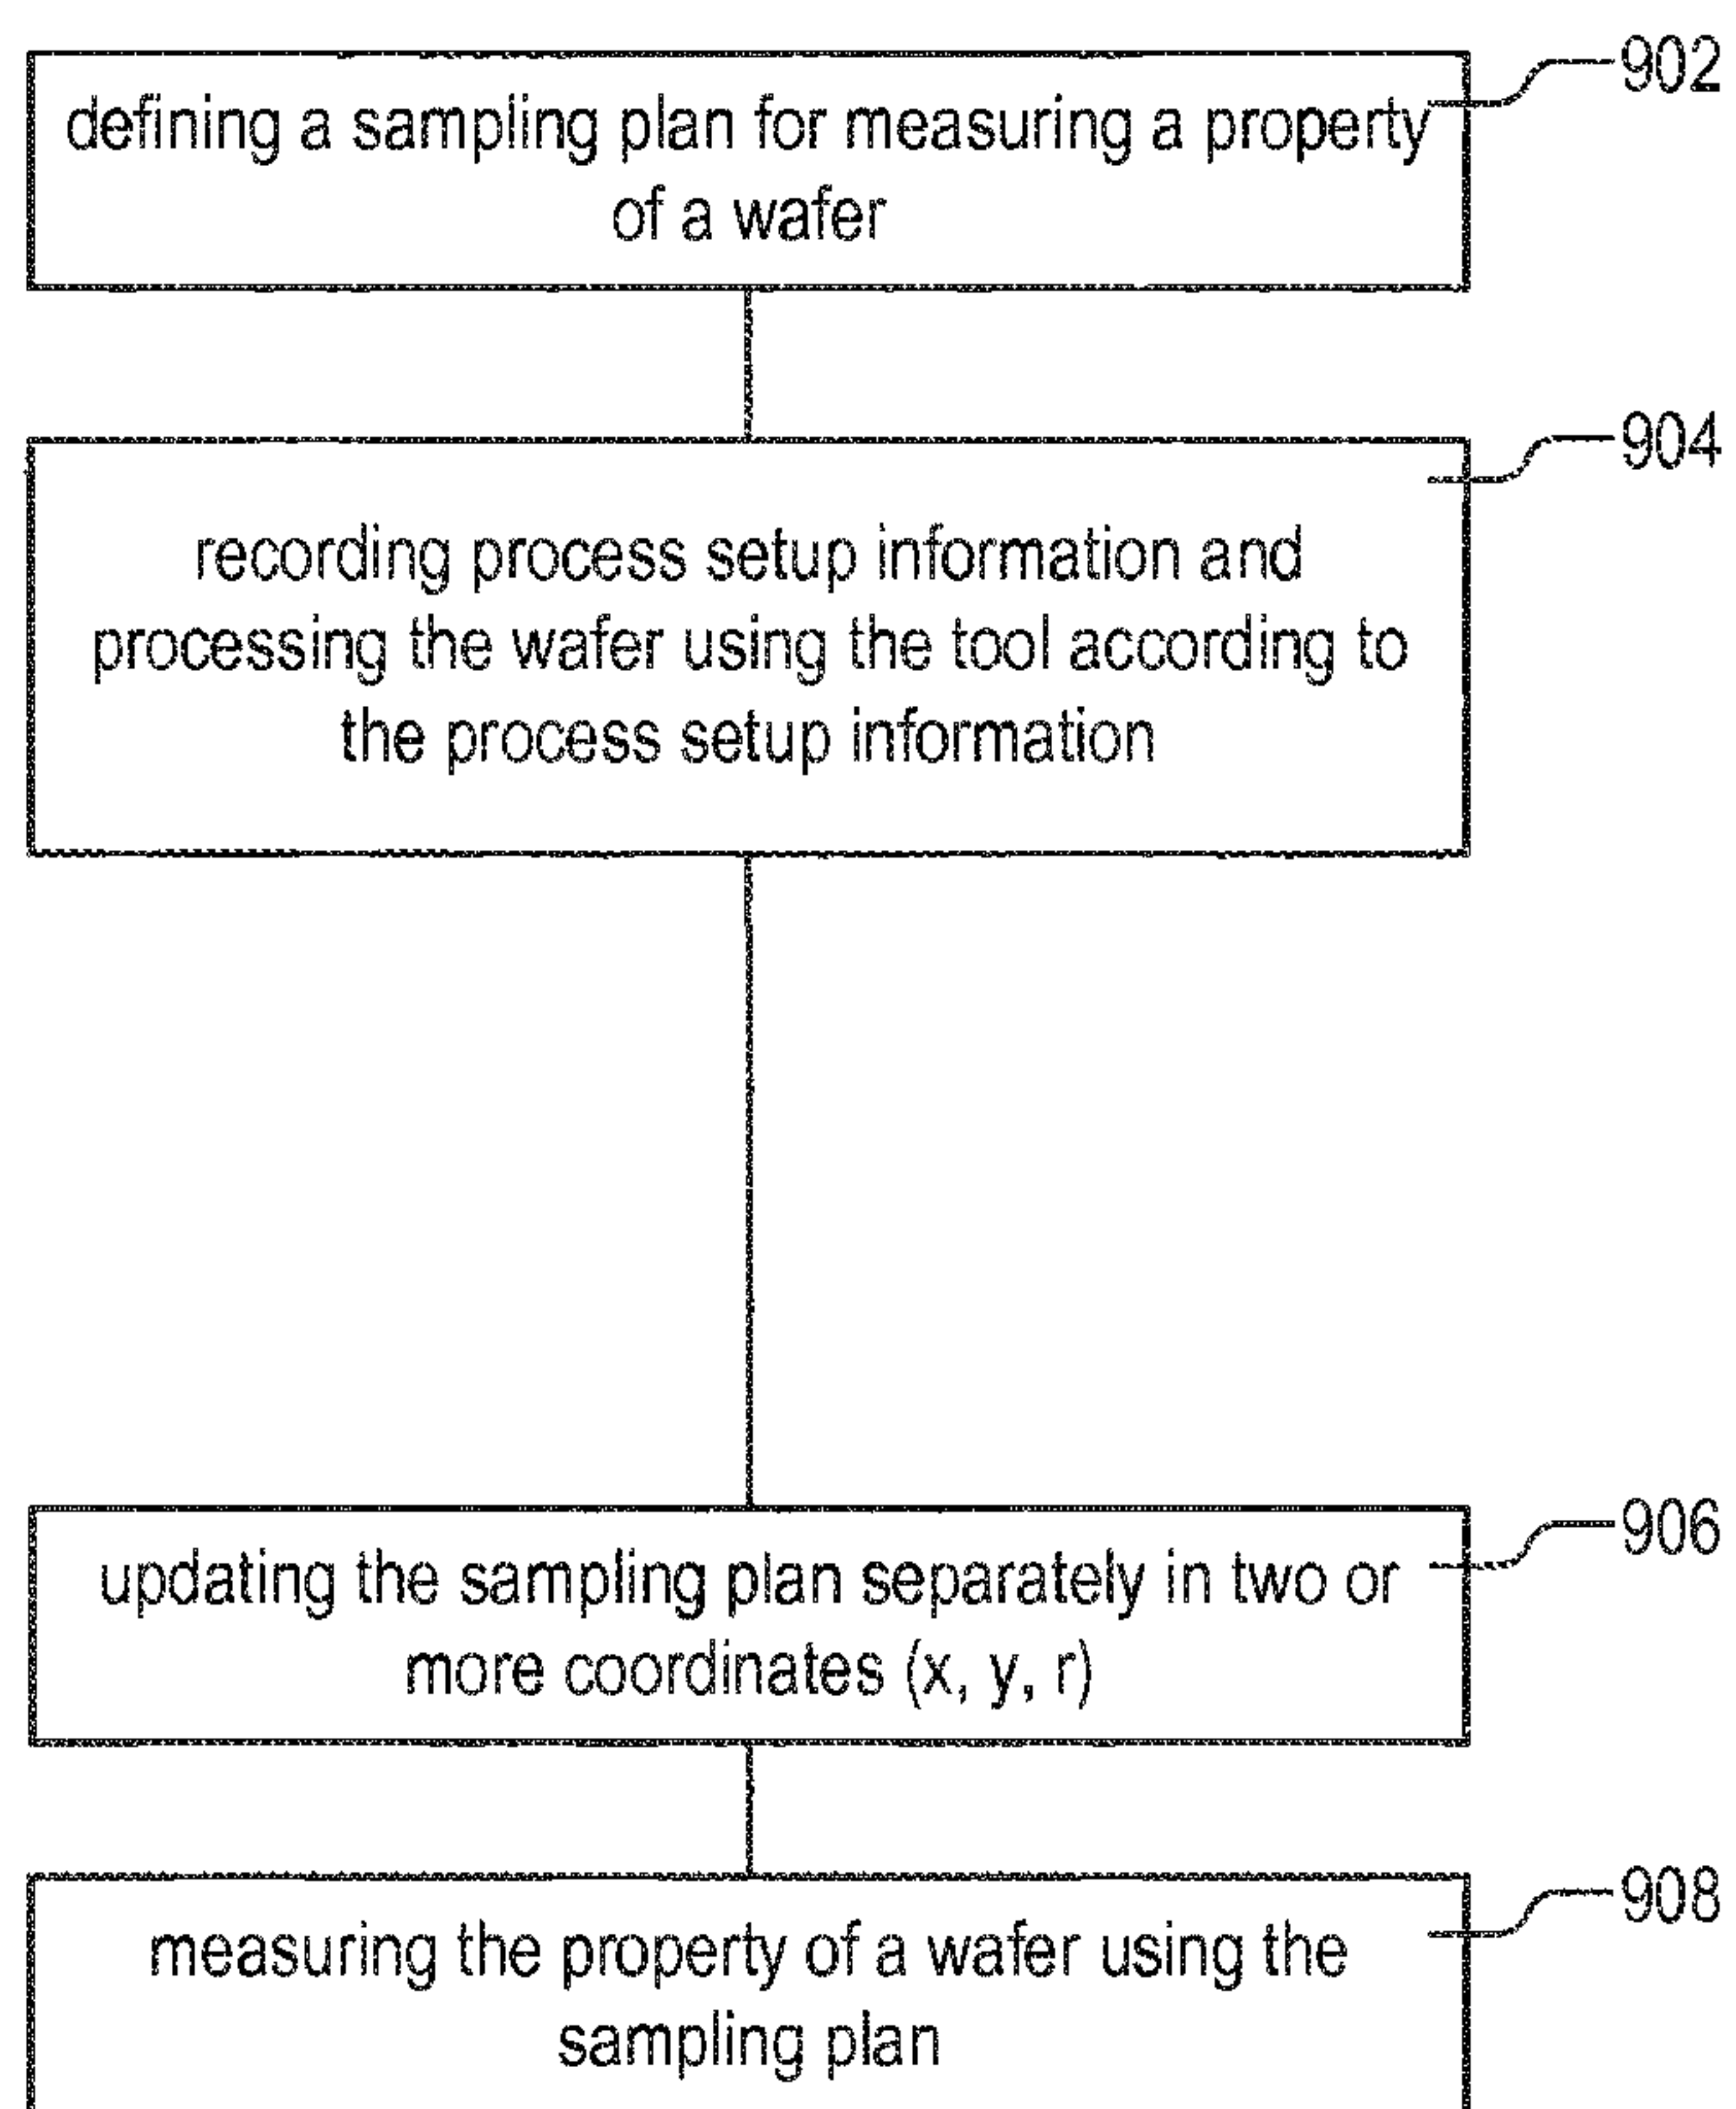 902
defining a sampling plan for measuring a property
of a wafer
904
recording process setup information and
processing the wafer using the tool according to
the process setup information
906
updating the sampling plan separately in two or
more coordinates (x, y, r)
908
measuring the property of a wafer using the
sampling plan